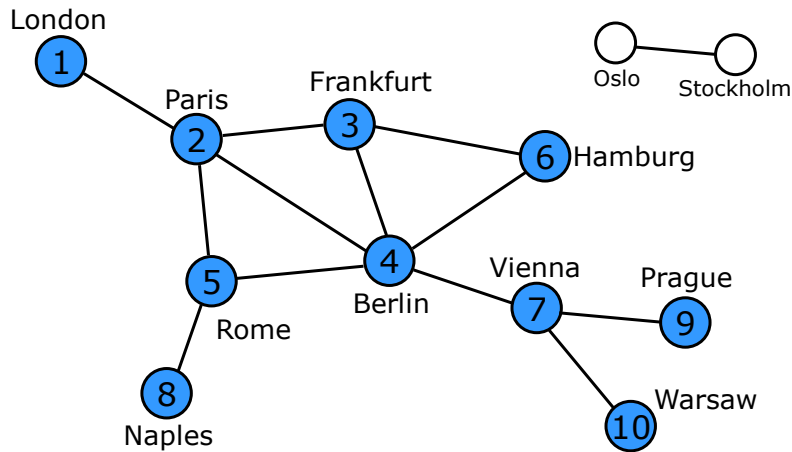 London
1
Paris
2
Frankfurt
3
Oslo
Stockholm
6
Hamburg
5
Rome
4
Berlin
Vienna
7
Prague
9
8
Naples
Warsaw
10